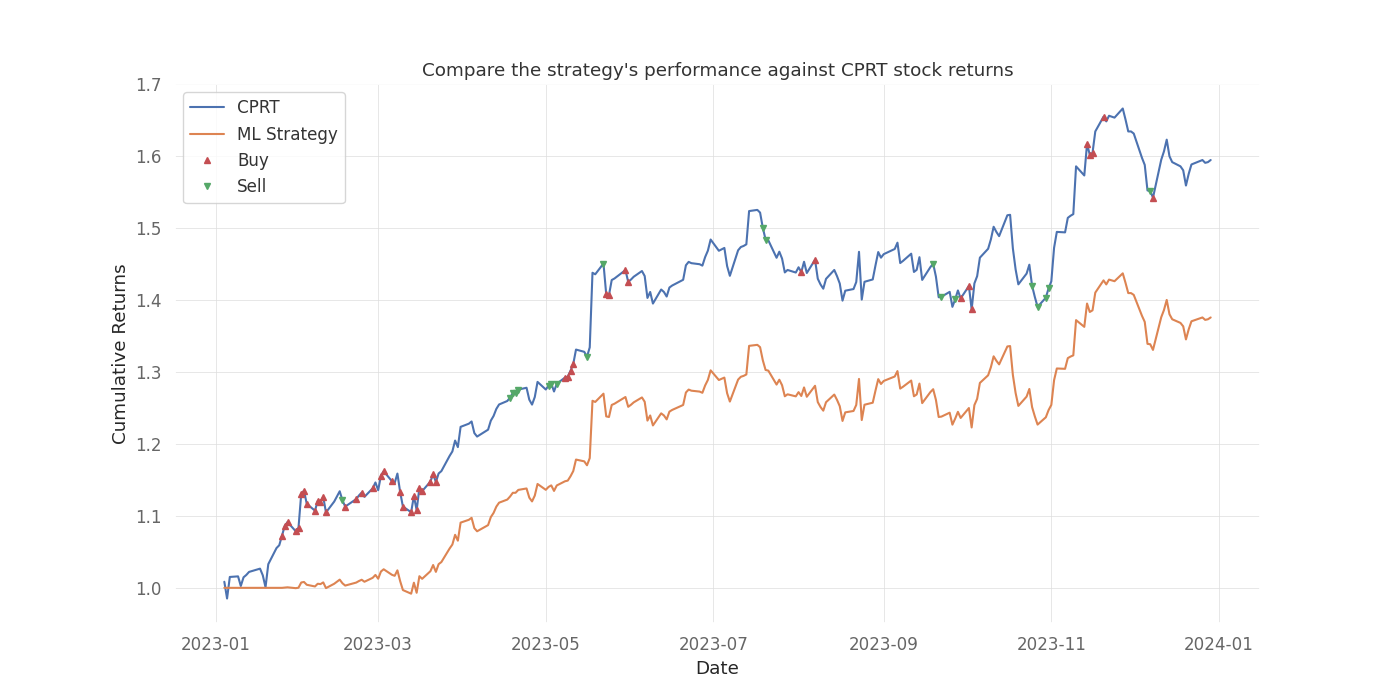 Compare the strategy's performance against CPRT stock returns
CPRT
ML Strategy
Buy
Sell
Cumulative Returns
1.7
1.6
1.5
1.4
1.3
1.2
1.1
1.0
2023-01
2023-03
2023-05
2023-07
2023-09
2023-11
2024-01
Date